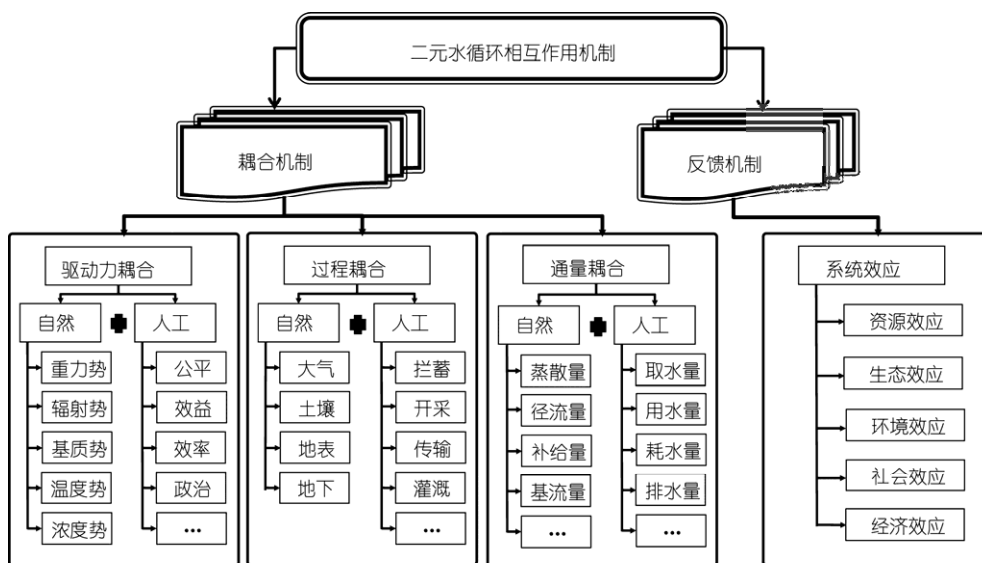 二元水循环相互作用机制
耦合机制
反馈机制
驱动力耦合
自然
人工
重力势
辐射势
基质势
温度势
浓度势
公平
效益
效率
政治
...
过程耦合
自然
人工
大气
土壤
地表
地下
拦蓄
开采
传输
灌溉
...
通量耦合
自然
人工
蒸散量
径流量
补给量
基流量
...
取水量
用水量
耗水量
排水量
...
系统效应
资源效应
生态效应
环境效应
社会效应
经济效应